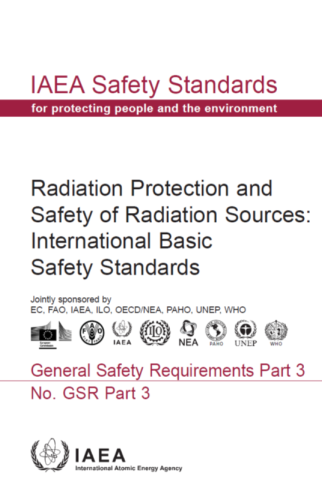 IAEA Safety Standards
for protecting people and the environment
Radiation Protection and
Safety of Radiation Sources:
International Basic
Safety Standards
Jointly sponsored by
EC, FAO, IAEA, ILO, OECD/NEA, PAHO, UNEP, WHO
IAEA
NEA
PAHO
UNEP
WHO
General Safety Requirements Part 3
No. GSR Part 3
IAEA
International Atomic Energy Agency